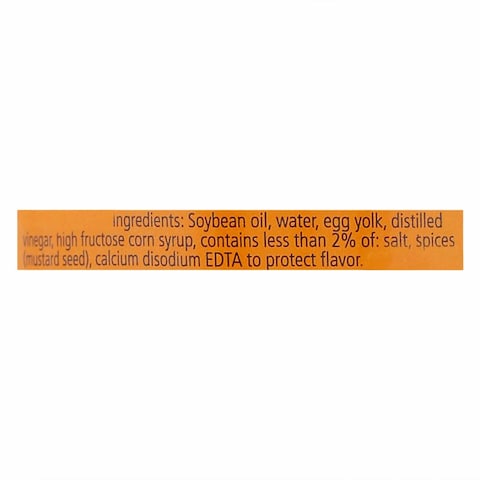 ingredients: Soybean oil, water, egg yolk, distilled
vinegar, high fructose corn syrup, contains less than 2% of: salt, spices
(mustard seed), calcium disodium EDTA to protect flavor.